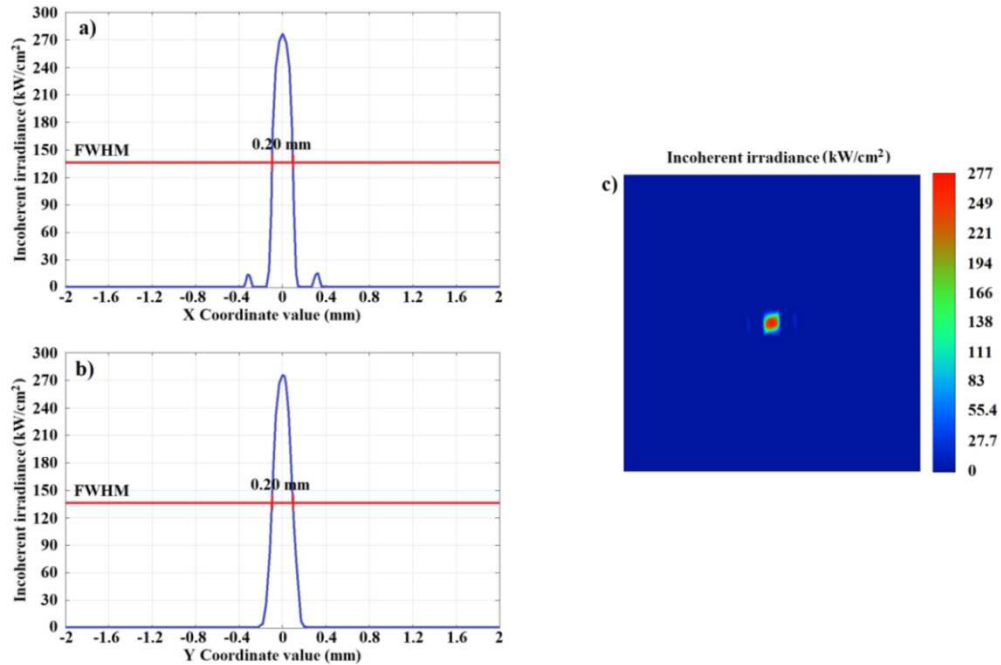 a)
Incoherent irradiance (kW/cm²)
300
270
240
210
180
150
120
90
60
30
0
FWHM
0.20 mm
-2 -1.6 -1.2 -0.8 -0.4 0 0.4 0.8 1.2 1.6 2
X Coordinate value (mm)
b)
Incoherent irradiance (kW/cm²)
300
270
240
210
180
150
120
90
60
30
0
FWHM
0.20 mm
-2 -1.6 -1.2 -0.8 -0.4 0 0.4 0.8 1.2 1.6 2
Y Coordinate value (mm)
Incoherent irradiance (kW/cm²)
c)
277
249
221
194
166
138
111
83
55.4
27.7
0